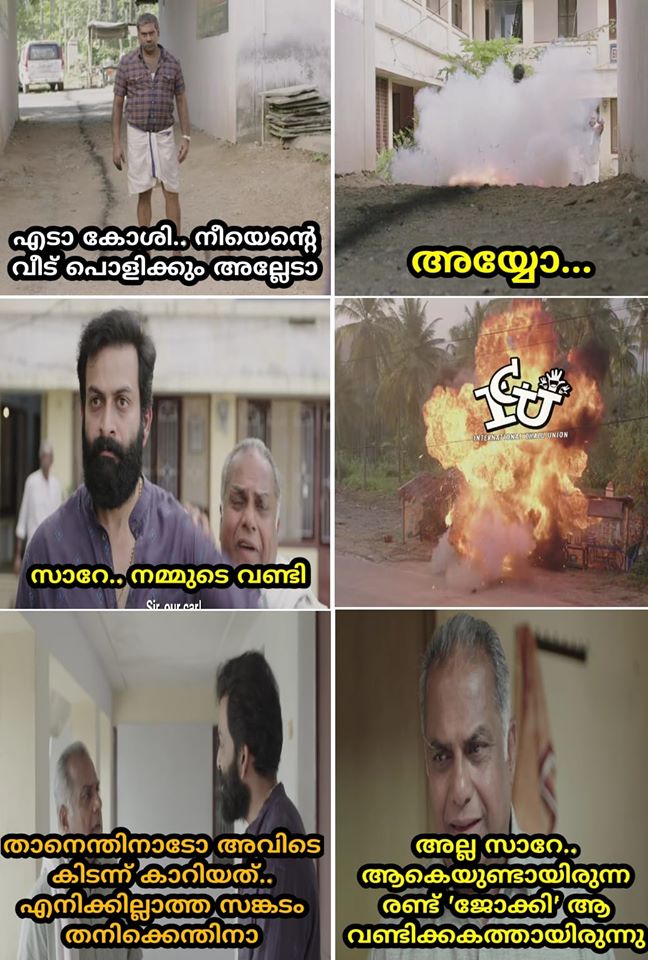 എടാ കോശി.. നീയെന്റെ
വീട് പൊളിക്കും അല്ലേടാ
അയ്യോ...
സാറേ.. നമ്മുടെ വണ്ടി
Sir, our car!
ICU
INTERNATIONAL CHALU UNION
താനെന്തിനാടോ അവിടെ
കിടന്ന് കാറിയത്..
എനിക്കില്ലാത്ത സങ്കടം
തനിക്കെന്തിനാ
അല്ല സാറേ..
ആകെയുണ്ടായിരുന്ന
രണ്ട് 'ജോക്കി' ആ
വണ്ടിക്കകത്തായിരുന്നു